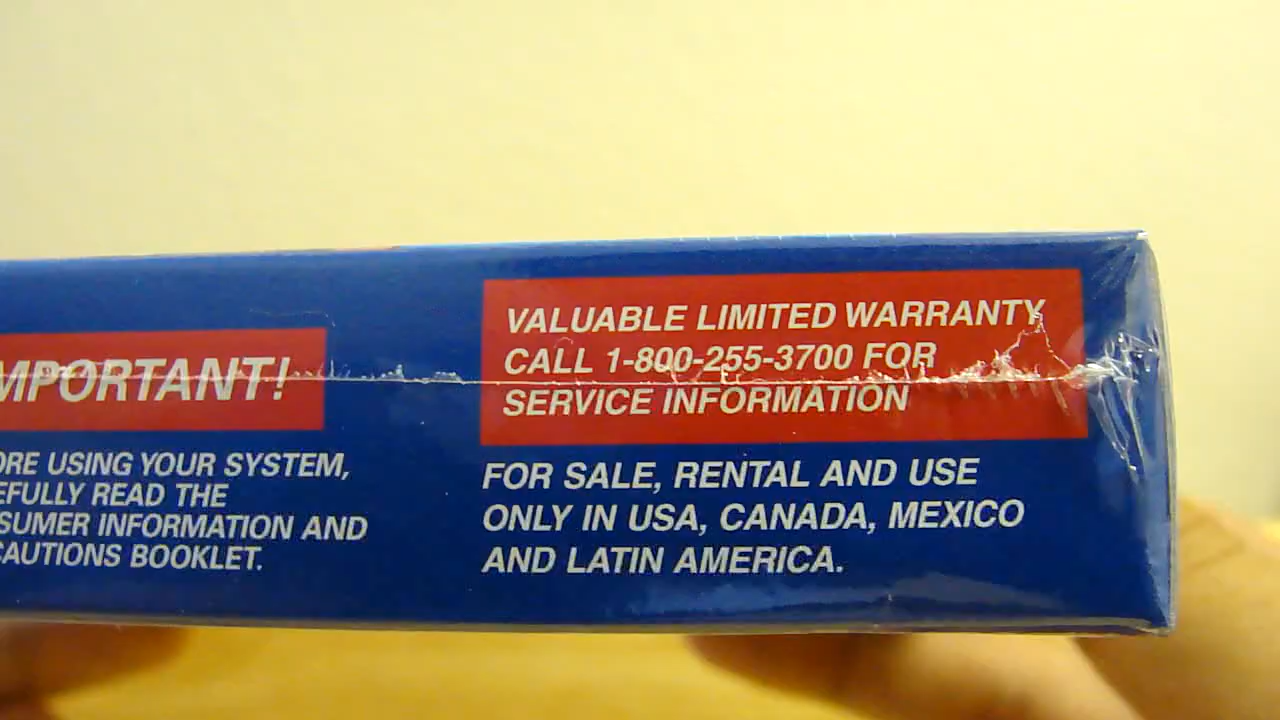 MPORTANT!
ORE USING YOUR SYSTEM,
EFULLY READ THE
SUMER INFORMATION AND
CAUTIONS BOOKLET.
VALUABLE LIMITED WARRANTY
CALL 1-800-255-3700 FOR
SERVICE INFORMATION
FOR SALE, RENTAL AND USE
ONLY IN USA, CANADA, MEXICO
AND LATIN AMERICA.